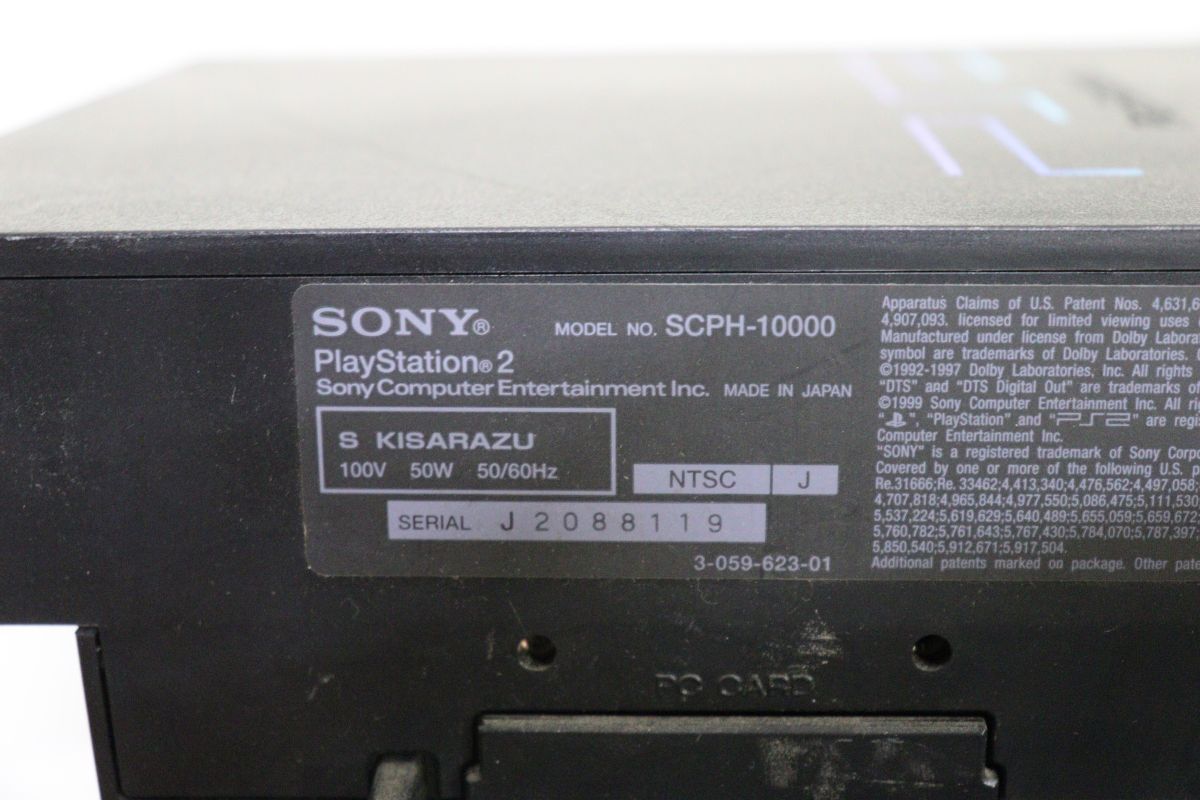 SONY®
MODEL NO. SCPH-10000
PlayStation®2
Sony Computer Entertainment Inc. MADE IN JAPAN
S KISARAZU
100V 50W 50/60Hz
NTSC J
SERIAL J2088119
3-059-623-01
Apparatus Claims of U.S. Patent Nos. 4,631,6
4,907,093. licensed for limited viewing uses
Manufactured under license from Dolby Labora
symbol are trademarks of Dolby Laboratories.
©1992-1997 Dolby Laboratories, Inc. All rights
"DTS" and "DTS Digital Out" are trademarks o
©1999 Sony Computer Entertainment Inc. All ri
" ", "PlayStation" and "PS2" are regi
Computer Entertainment Inc.
"SONY" is a registered trademark of Sony Corpo
Covered by one or more of the following U.S. P
Re.31666;Re. 33462;4,413,340;4,476,562;4,497,058
4,707,818;4,965,844;4,977,550;5,086,475;5,111,530
5,537,224;5,619,629;5,640,489;5,655,059;5,659,672
5,760,782;5,761,643;5,767,430;5,784,070;5,787,397
5,850,540;5,912,671;5,917,504.
Additional patents marked on package. Other pate
PC CARD